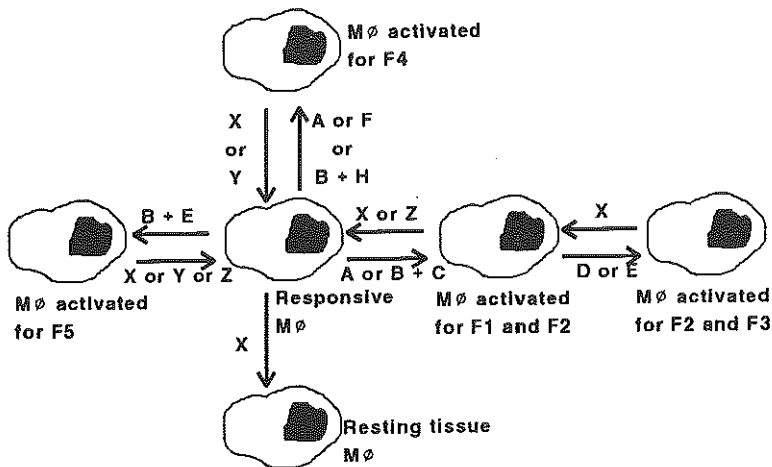 MØ activated
for F4
X
or
Y
A or F
or
B + H
B + E
X or Z
X
X or Y or Z
A or B + C
D or E
MØ activated
for F5
Responsive
MØ
MØ activated
for F1 and F2
MØ activated
for F2 and F3
X
Resting tissue
MØ